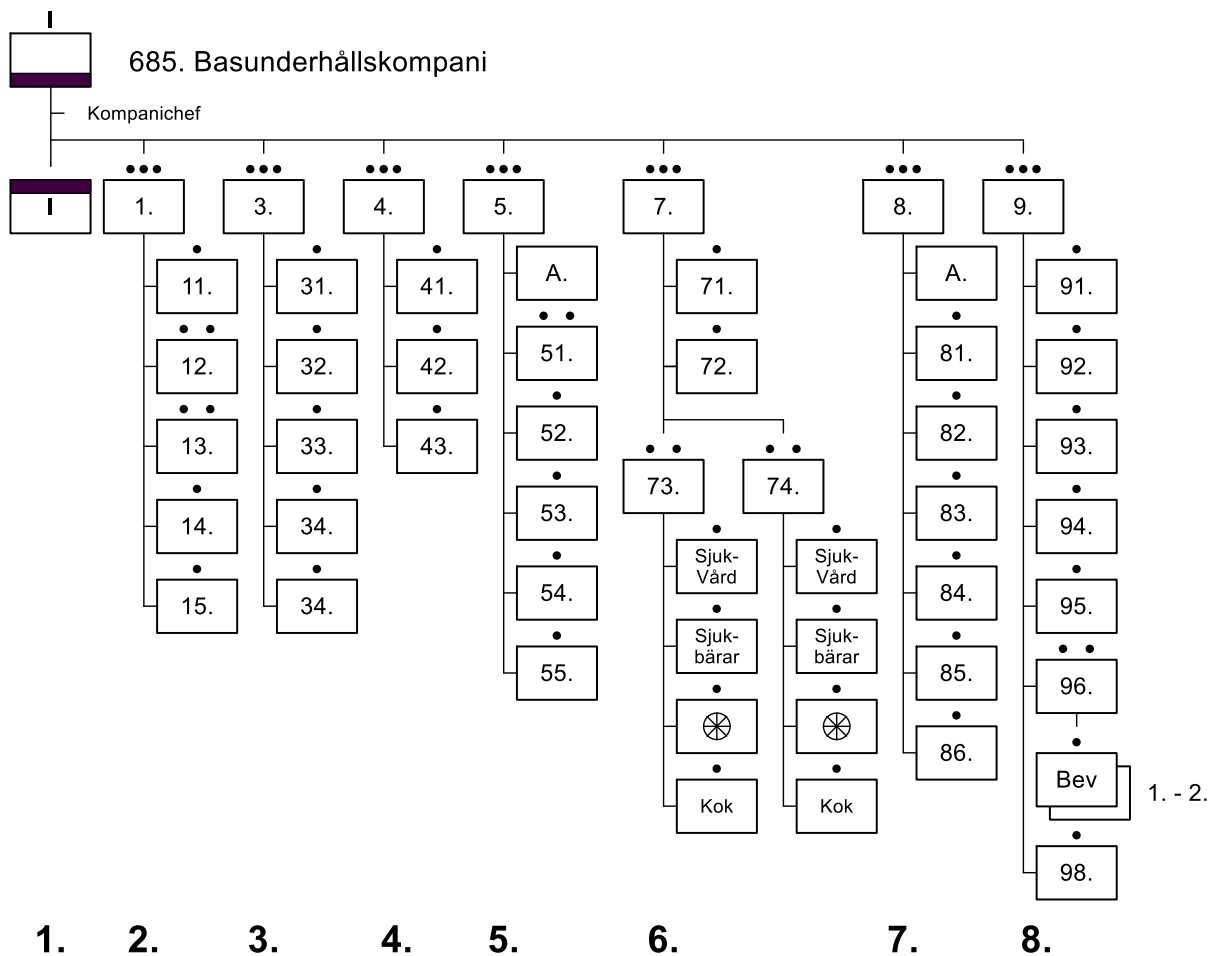 685. Basunderhållskompani
Kompanichef
1. 3. 4. 5. 7. 8. 9.
A. A.
11. 31. 41. 71. 91.
51. 81.
12. 32. 42. 72. 92.
52. 82.
13. 33. 43. 93.
73. 74.
53. 83.
14. 34. 94.
Sjuk- Sjuk-
Vård Vård
54. 84.
15. 34. 95.
Sjuk- Sjuk-
bärar bärar
55. 85.
96.
86.
Bev 1. - 2.
Kok Kok
98.
1. 2. 3. 4. 5. 6. 7. 8.